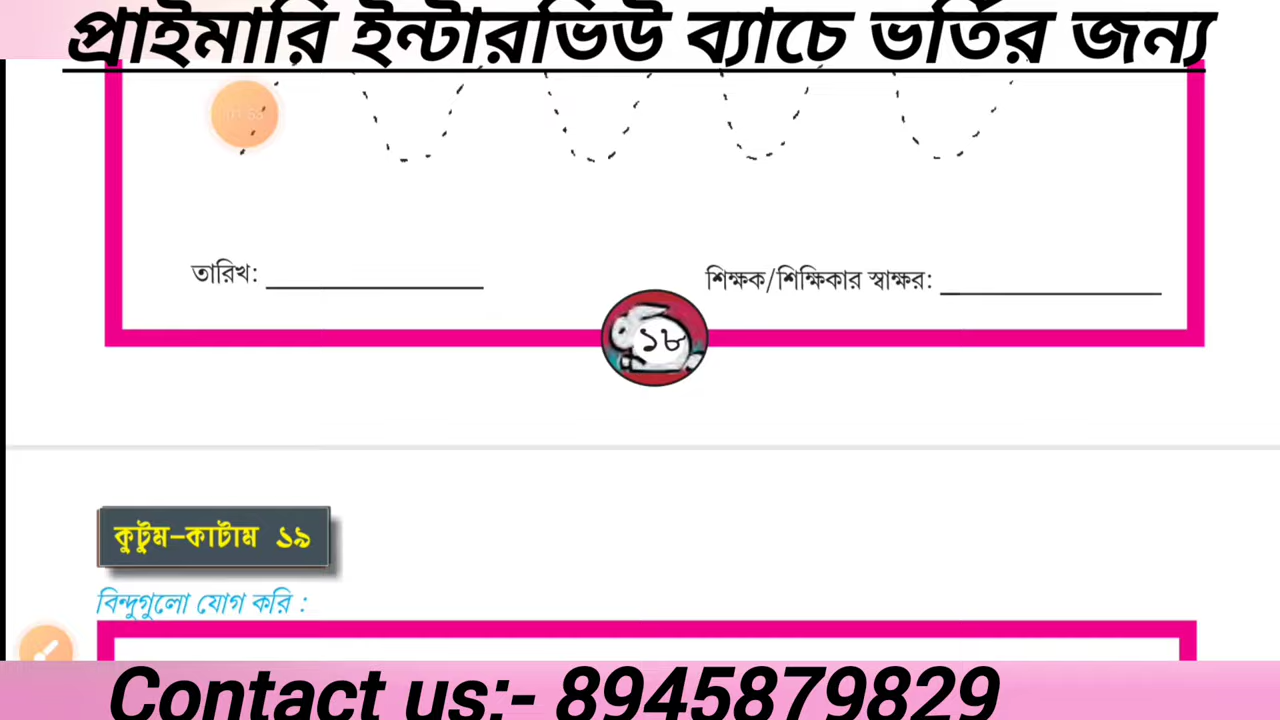 প্রাইমারি ইন্টারভিউ ব্যাচে ভর্তির জন্য
তারিখ:
শিক্ষক/শিক্ষিকার স্বাক্ষর:
১৮
কুটুম-কাটাম ১৯
বিন্দুগুলো যোগ করি :
Contact us:- 8945879829